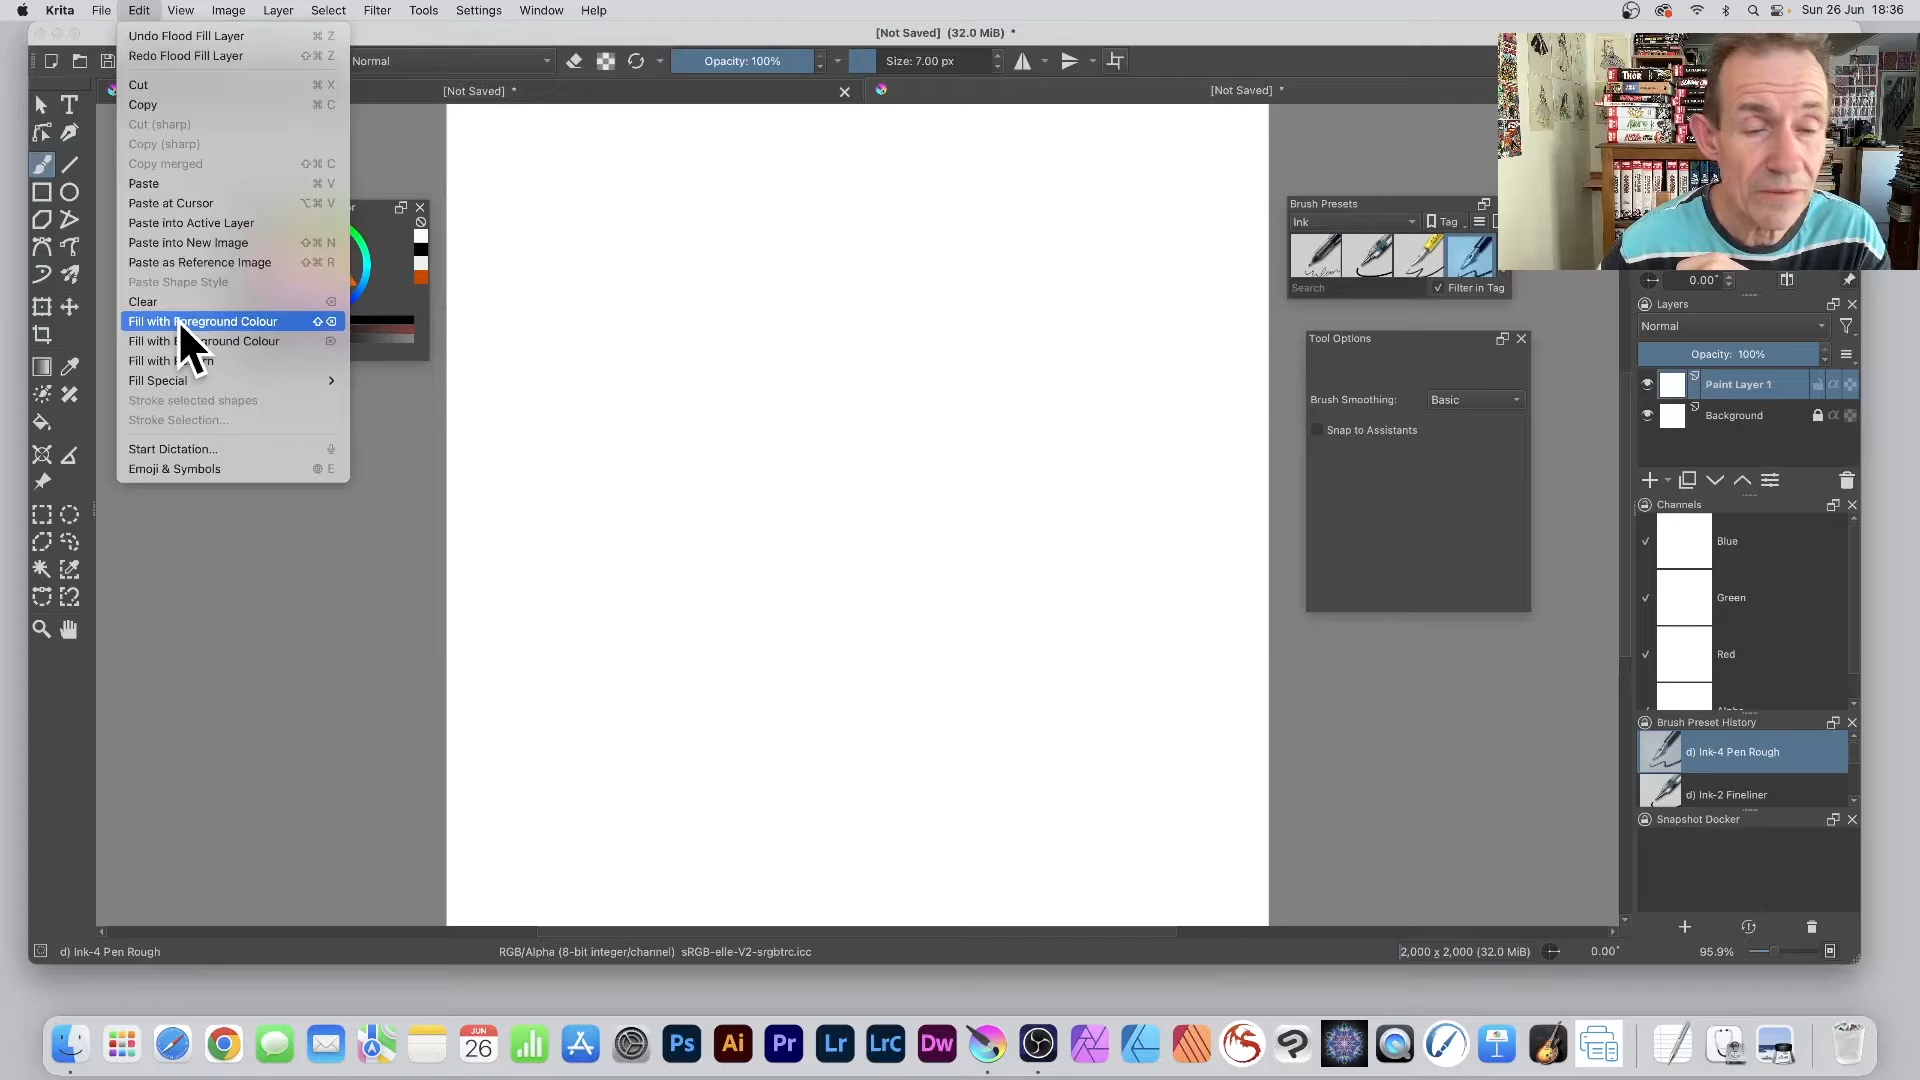 Krita File Edit View Image Layer Select Filter Tools Settings Window Help Sun 26 Jun 18:36
[Not Saved] (32.0 MiB) *
Undo Flood Fill Layer ⌘ Z
Redo Flood Fill Layer ⇧⌘ Z
Cut ⌘ X
Copy ⌘ C
Cut (sharp)
Copy (sharp)
Copy merged ⇧⌘ C
Paste ⌘ V
Paste at Cursor ⌥⌘ V
Paste into Active Layer
Paste into New Image ⇧⌘ N
Paste as Reference Image ⇧⌘ R
Paste Shape Style
Clear ⌫
Fill with Foreground Colour ⇧⌫
Fill with ground Colour ⌦
Fill with
Fill Special
Stroke selected shapes
Stroke Selection...
Start Dictation...
Emoji & Symbols E
Normal
Opacity: 100%
Size: 7.00 px
[Not Saved] *
[Not Saved] *
Brush Presets
Ink
Tag
Search
Filter in Tag
Tool Options
Brush Smoothing: Basic
Snap to Assistants
THOR
0.00°
Layers
Normal
Opacity: 100%
Paint Layer 1
Background
Channels
Blue
Green
Red
Brush Preset History
d) Ink-4 Pen Rough
d) Ink-2 Fineliner
Snapshot Docker
d) Ink-4 Pen Rough
RGB/Alpha (8-bit integer/channel) sRGB-elle-V2-srgbtrc.icc
2,000 x 2,000 (32.0 MiB)
0.00°
95.9%
JUN
26
Ps
Ai
Pr
Lr
LrC
Dw